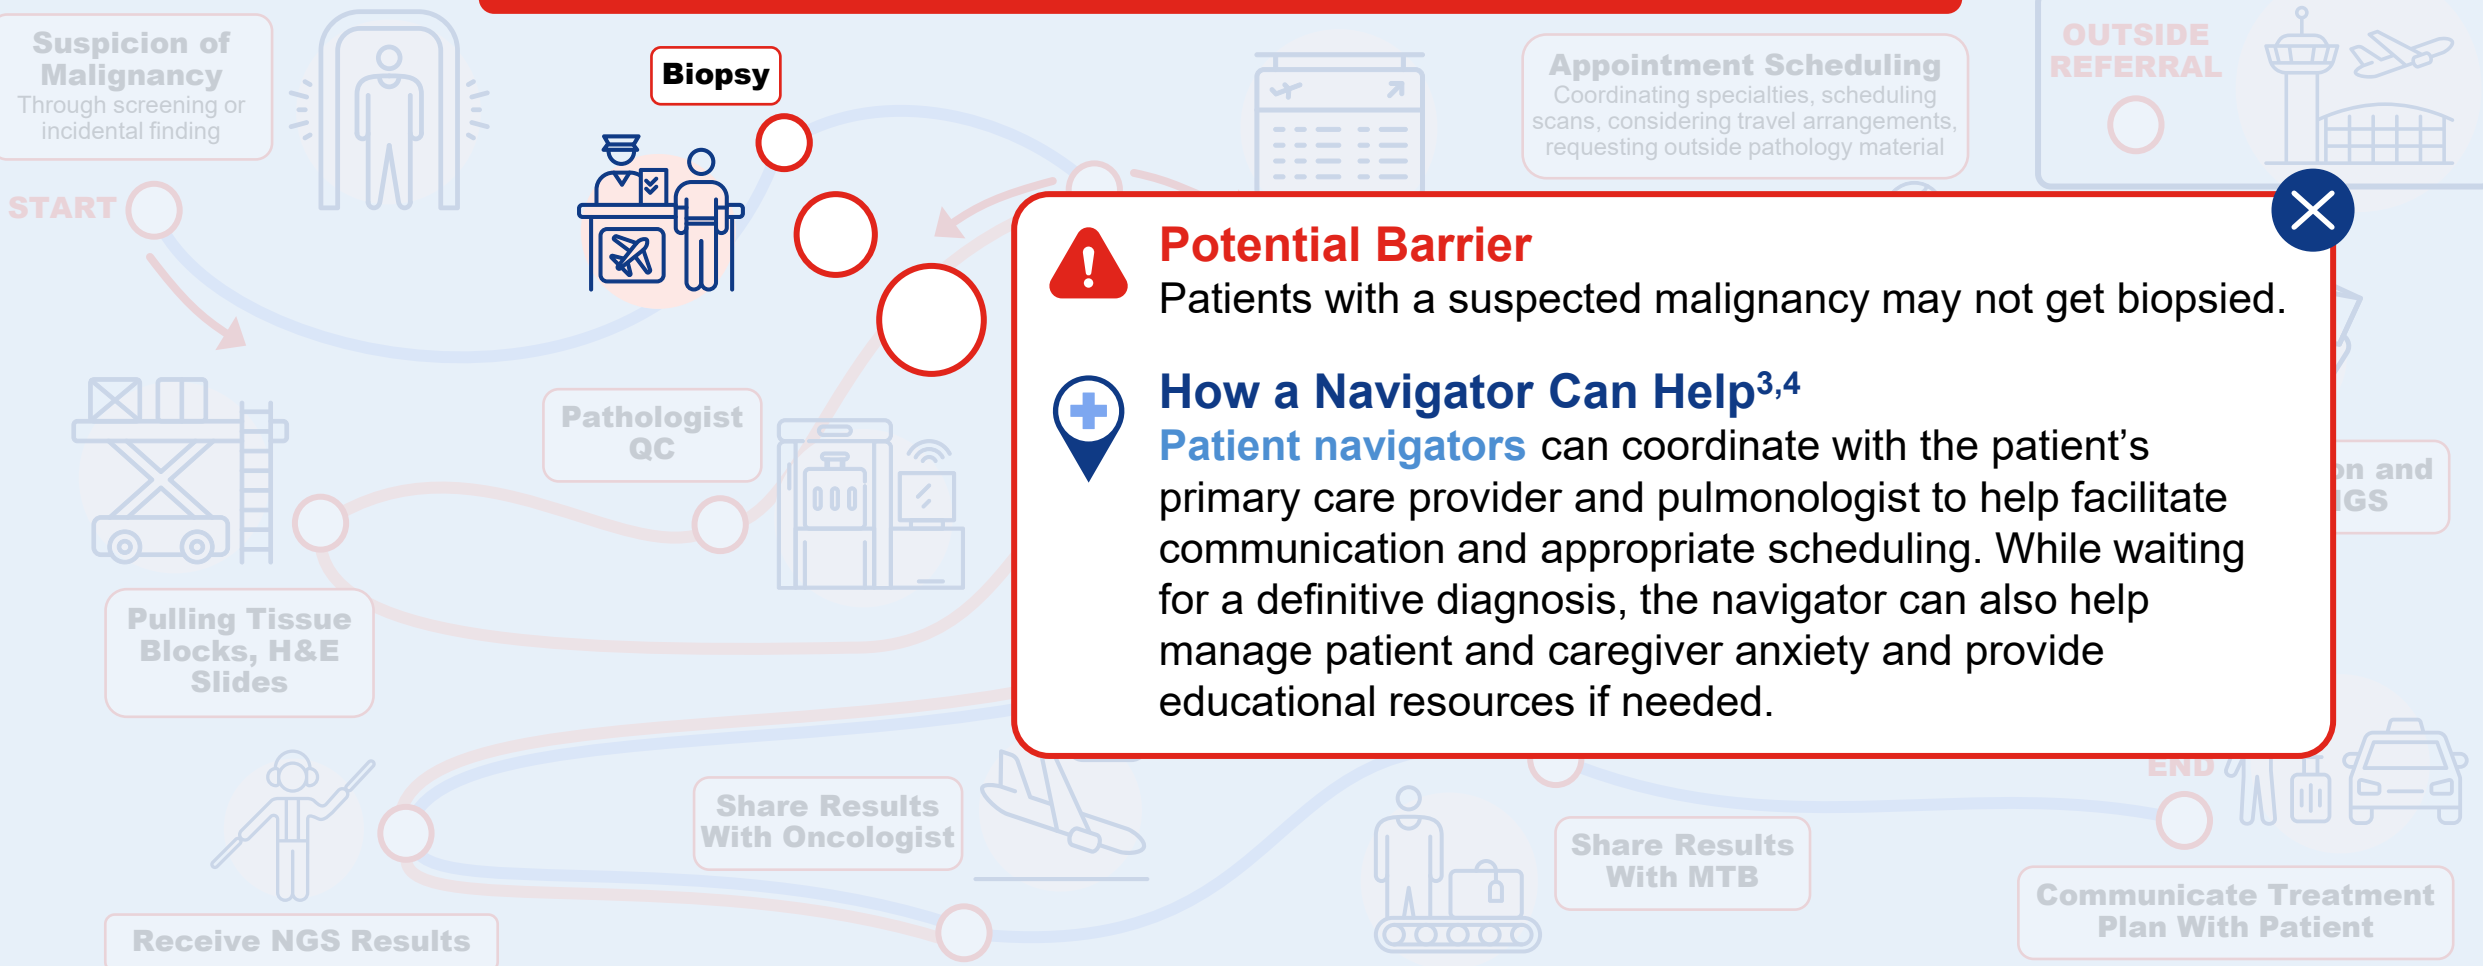 Suspicion of
Malignancy
Through screening or
incidental finding
START
Biopsy
Appointment Scheduling
Coordinating specialties, scheduling
scans, considering travel arrangements,
requesting outside pathology material
OUTSIDE
REFERRAL
Potential Barrier
Patients with a suspected malignancy may not get biopsied.
How a Navigator Can Help3,4
Patient navigators can coordinate with the patient’s
primary care provider and pulmonologist to help facilitate
communication and appropriate scheduling. While waiting
for a definitive diagnosis, the navigator can also help
manage patient and caregiver anxiety and provide
educational resources if needed.
Pathologist
QC
and
Pulling Tissue
Blocks, H&E
Slides
Share Results
With Oncologist
Receive NGS Results
Share Results
With MTB
END
Communicate Treatment
Plan With Patient